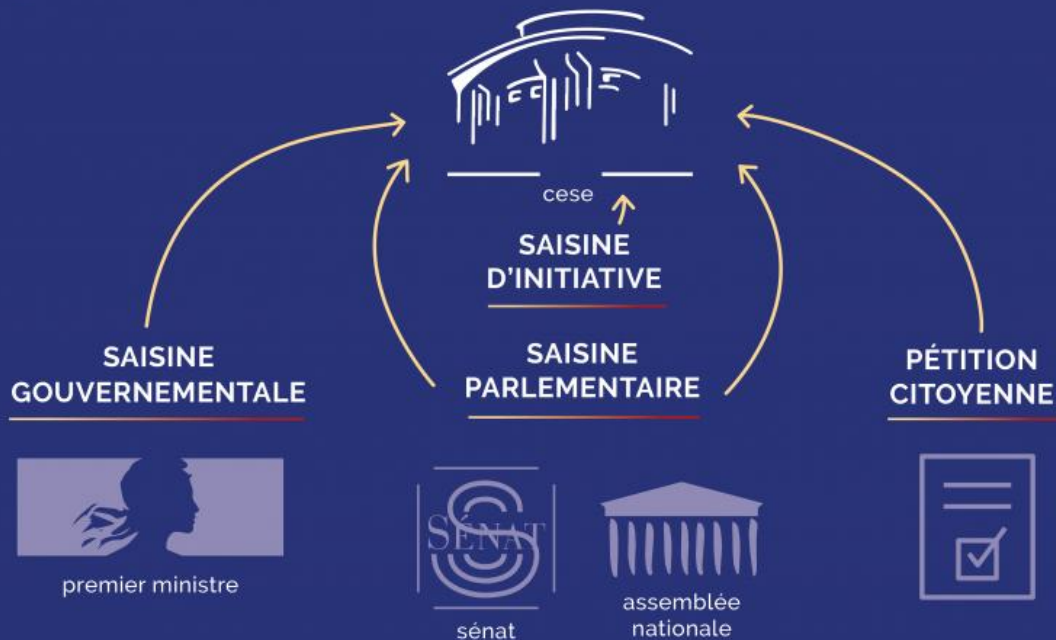 cese
SAISINE
D'INITIATIVE
SAISINE
GOUVERNEMENTALE
SAISINE
PARLEMENTAIRE
PÉTITION
CITOYENNE
premier ministre
SÉNAT
sénat
assemblée
nationale